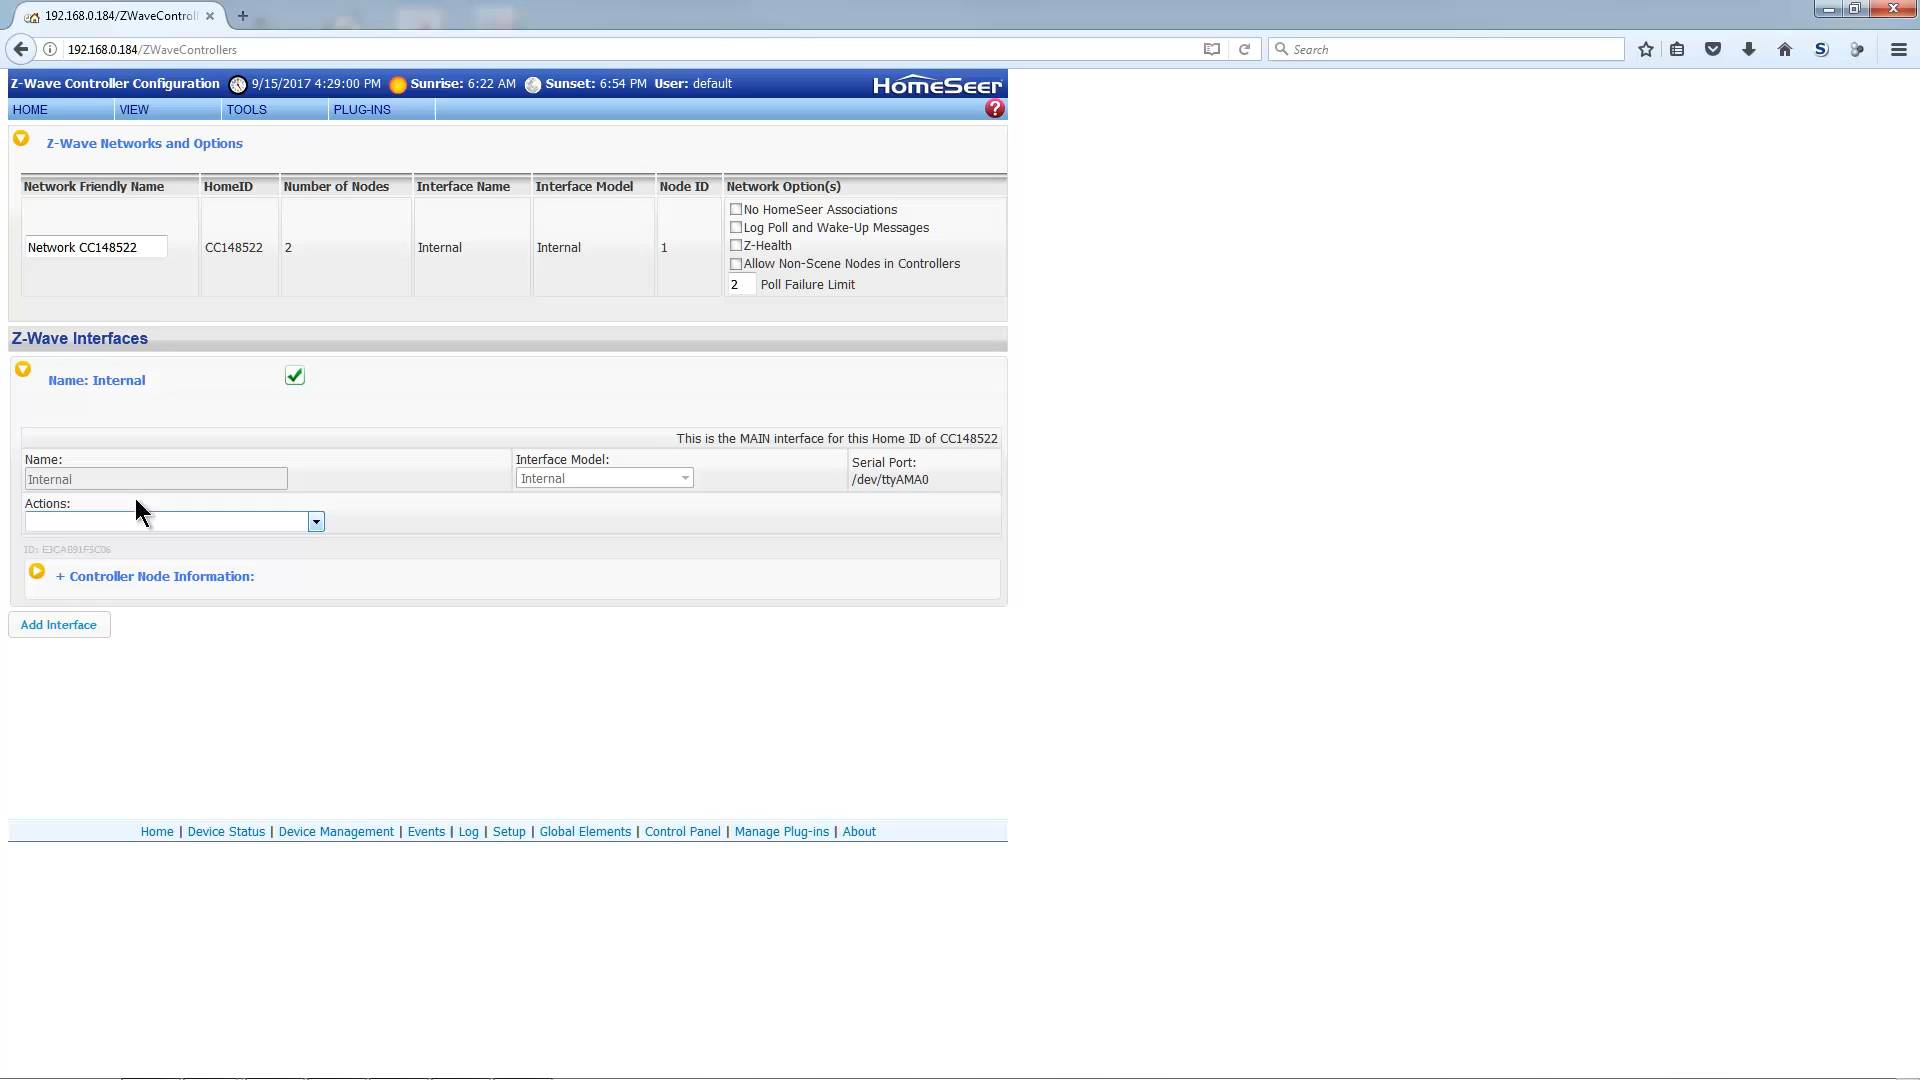 192.168.0.184/ZWaveControll
192.168.0.184/ZWaveControllers
Search
Z-Wave Controller Configuration 9/15/2017 4:29:00 PM Sunrise: 6:22 AM Sunset: 6:54 PM User: default HomeSeer
HOME VIEW TOOLS PLUG-INS ?
Z-Wave Networks and Options
Network Friendly Name HomeID Number of Nodes Interface Name Interface Model Node ID Network Option(s)
No HomeSeer Associations
Log Poll and Wake-Up Messages
Network CC148522 CC148522 2 Internal Internal 1 Z-Health
Allow Non-Scene Nodes in Controllers
2 Poll Failure Limit
Z-Wave Interfaces
Name: Internal
This is the MAIN interface for this Home ID of CC148522
Name: Interface Model: Serial Port:
Internal Internal /dev/ttyAMA0
Actions:
ID: E3CAB91F5C06
+ Controller Node Information:
Add Interface
Home | Device Status | Device Management | Events | Log | Setup | Global Elements | Control Panel | Manage Plug-ins | About